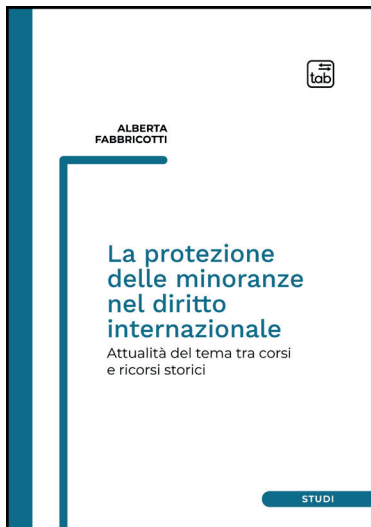 tab
ALBERTA
FABBRICOTTI
La protezione
delle minoranze
nel diritto
internazionale
Attualità del tema tra corsi
e ricorsi storici
STUDI